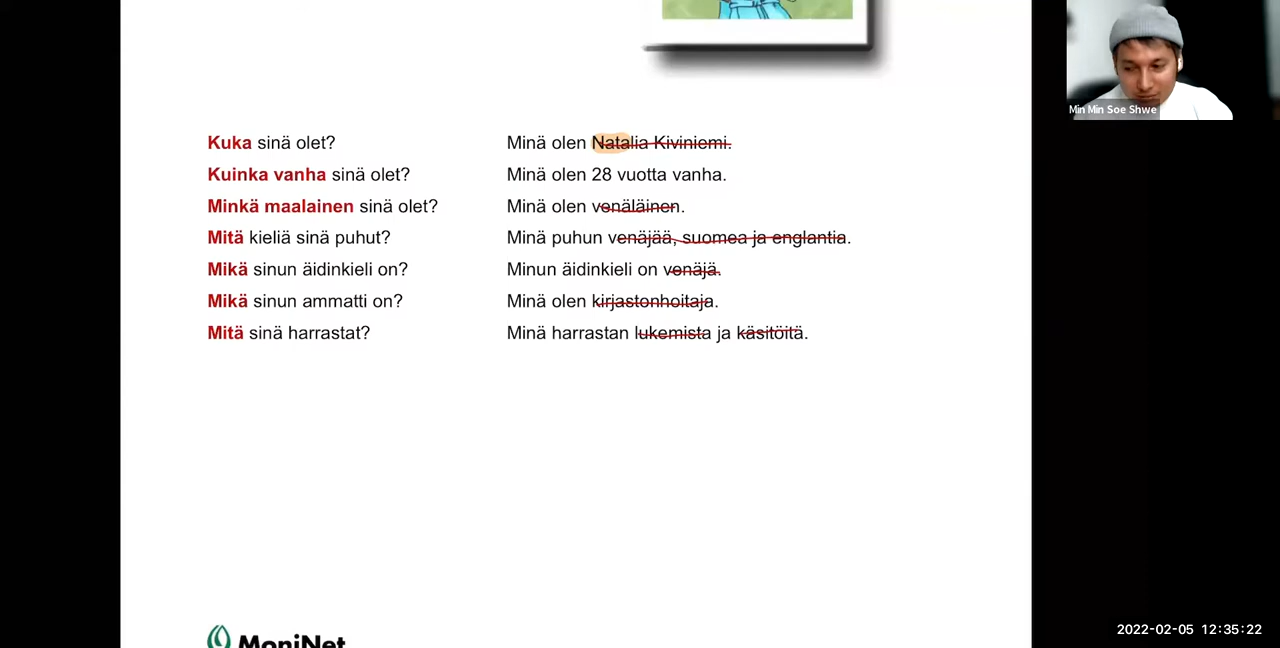 Min Min Soe Shwe
Kuka sinä olet? Minä olen Natalia Kiviniemi.
Kuinka vanha sinä olet? Minä olen 28 vuotta vanha.
Minkä maalainen sinä olet? Minä olen venäläinen.
Mitä kieliä sinä puhut? Minä puhun venäjää, suomea ja englantia.
Mikä sinun äidinkieli on? Minun äidinkieli on venäjä.
Mikä sinun ammatti on? Minä olen kirjastonhoitaja.
Mitä sinä harrastat? Minä harrastan lukemista ja käsitöitä.
MoniNet
2022-02-05 12:35:22